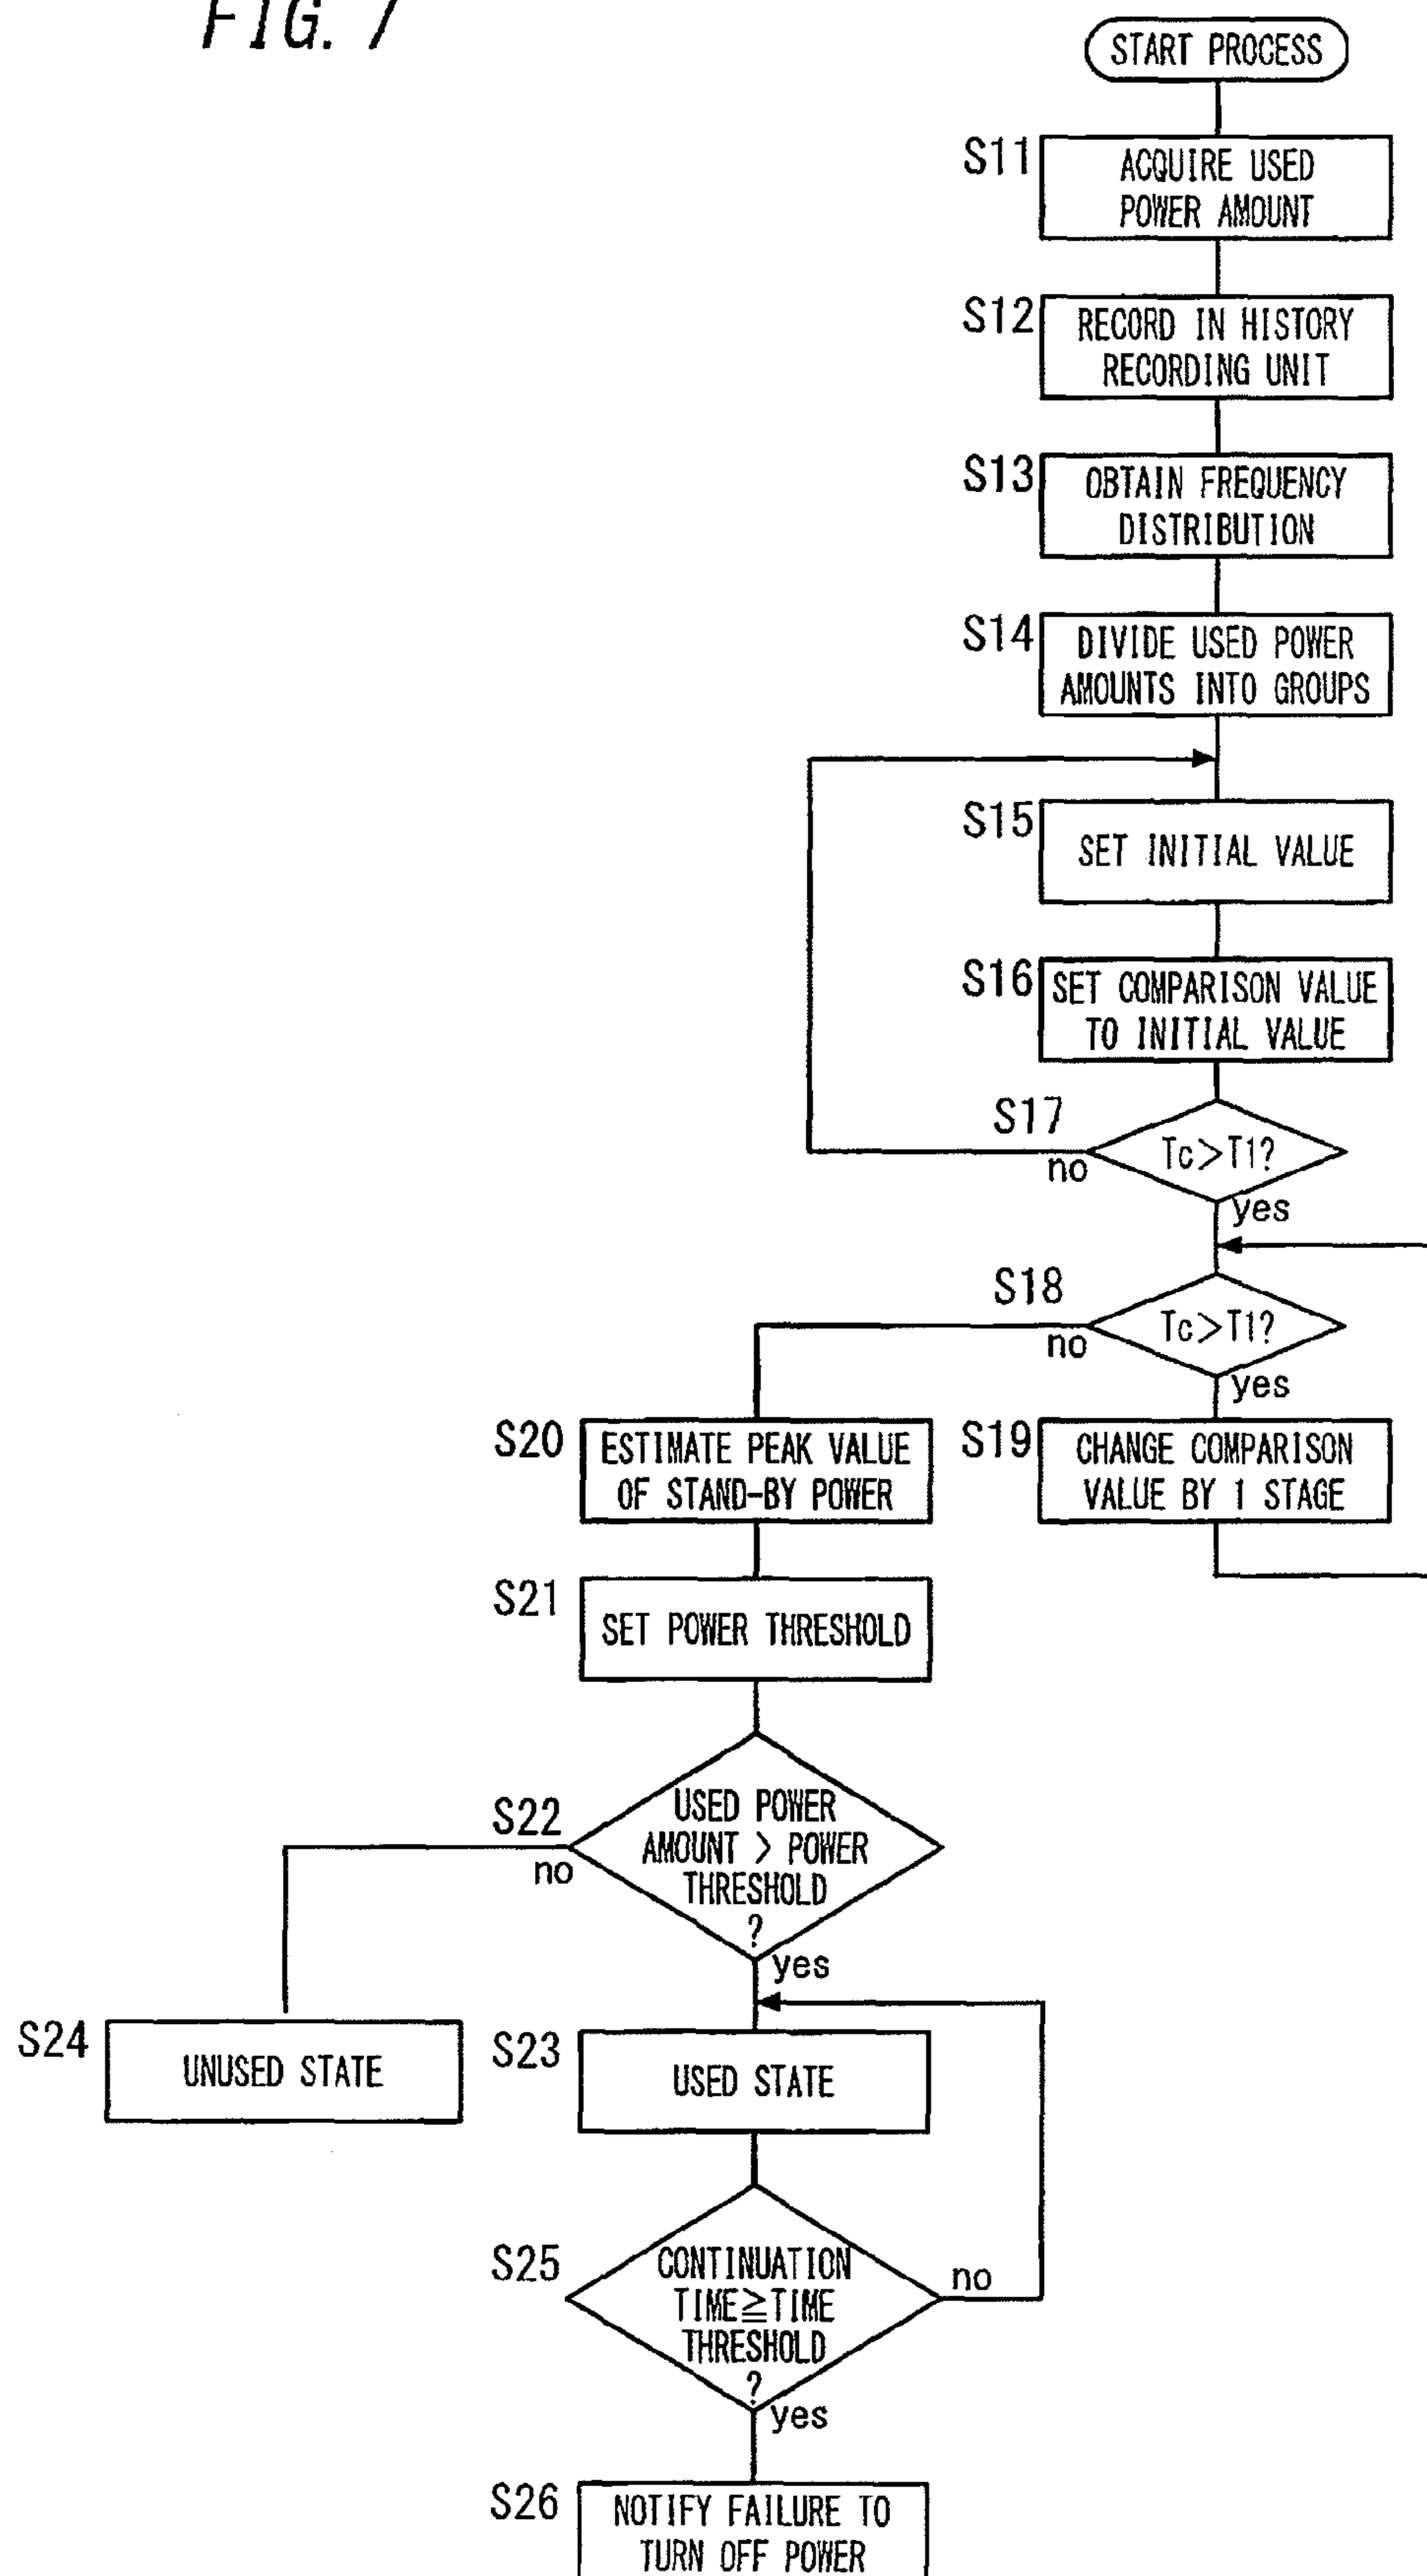 FIG. 7
START PROCESS
S11
ACQUIRE USED
POWER AMOUNT
S12
RECORD IN HISTORY
RECORDING UNIT
S13
OBTAIN FREQUENCY
DISTRIBUTION
S14
DIVIDE USED POWER
AMOUNTS INTO GROUPS
S15
SET INITIAL VALUE
S16
SET COMPARISON VALUE
TO INITIAL VALUE
S17
Tc>T1?
no
yes
S18
Tc>T1?
no
yes
S20
ESTIMATE PEAK VALUE
OF STAND-BY POWER
S19
CHANGE COMPARISON
VALUE BY 1 STAGE
S21
SET POWER THRESHOLD
S22
USED POWER
AMOUNT > POWER
THRESHOLD
?
no
yes
S24
UNUSED STATE
S23
USED STATE
S25
CONTINUATION
TIME≧TIME
THRESHOLD
?
no
yes
S26
NOTIFY FAILURE TO
TURN OFF POWER